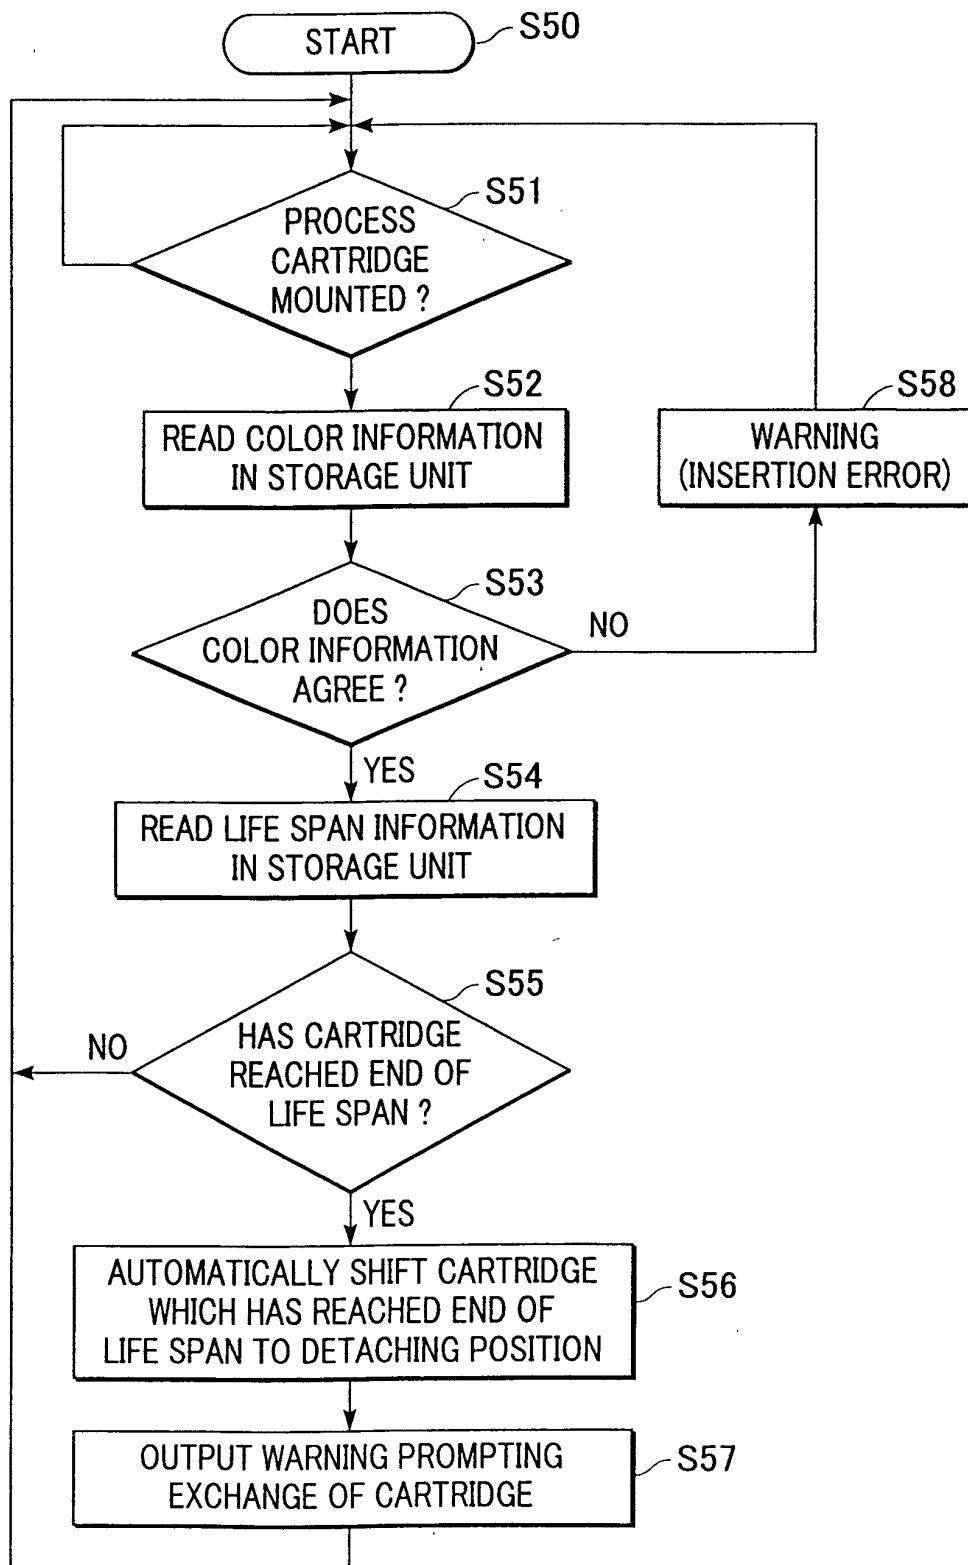 START
S50
S51
PROCESS
CARTRIDGE
MOUNTED ?
S52
READ COLOR INFORMATION
IN STORAGE UNIT
S58
WARNING
(INSERTION ERROR)
S53
DOES
COLOR INFORMATION
AGREE ?
NO
YES
S54
READ LIFE SPAN INFORMATION
IN STORAGE UNIT
S55
HAS CARTRIDGE
REACHED END OF
LIFE SPAN ?
NO
YES
AUTOMATICALLY SHIFT CARTRIDGE
WHICH HAS REACHED END OF
LIFE SPAN TO DETACHING POSITION
S56
OUTPUT WARNING PROMPTING
EXCHANGE OF CARTRIDGE
S57